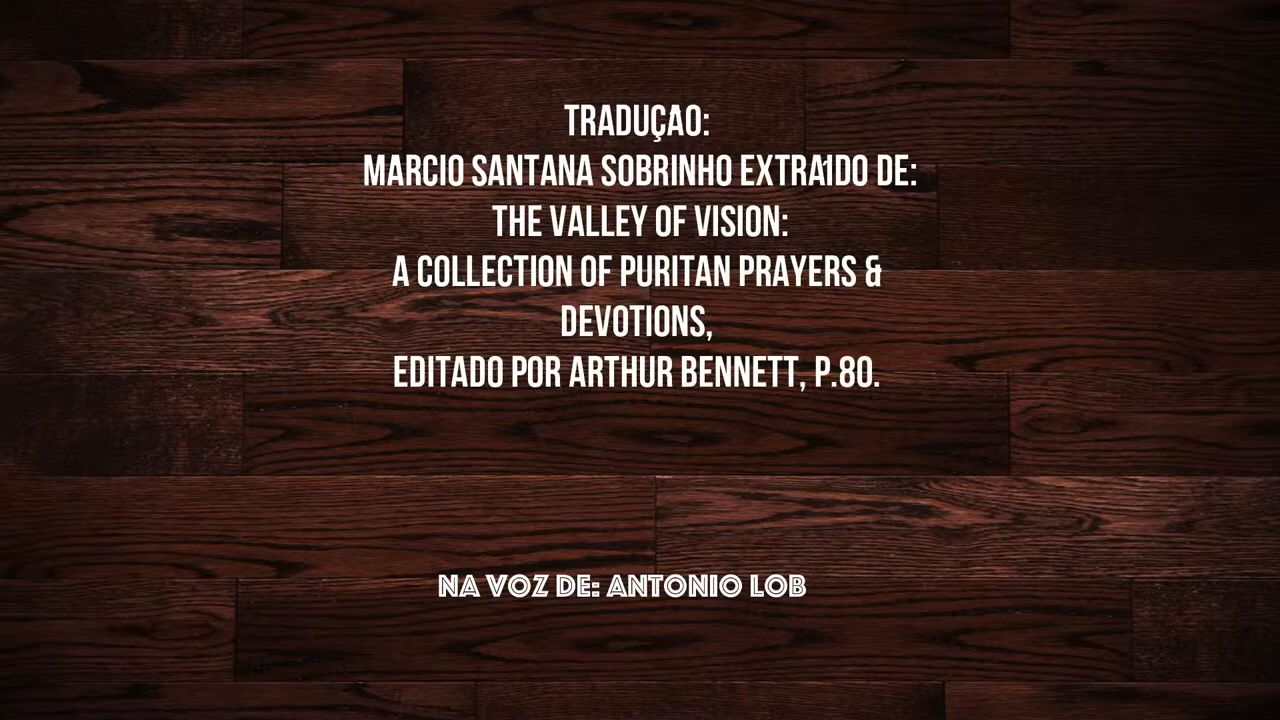 TRADUÇAO:
MARCIO SANTANA SOBRINHO EXTRAÍDO DE:
THE VALLEY OF VISION:
A COLLECTION OF PURITAN PRAYERS &
DEVOTIONS,
EDITADO POR ARTHUR BENNETT, P.80.
NA VOZ DE: ANTONIO LOB